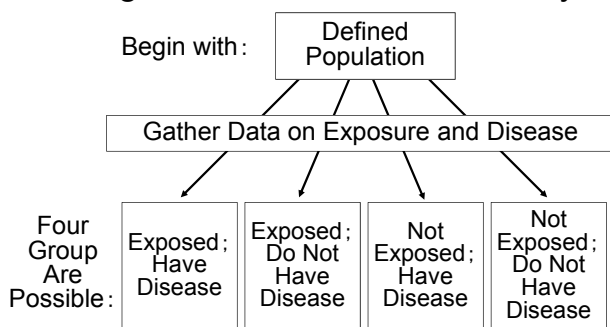 Begin with:
Defined
Population
Gather Data on Exposure and Disease
Four
Group
Are
Possible:
Exposed;
Have
Disease
Exposed;
Do Not
Have
Disease
Not
Exposed;
Have
Disease
Not
Exposed;
Do Not
Have
Disease